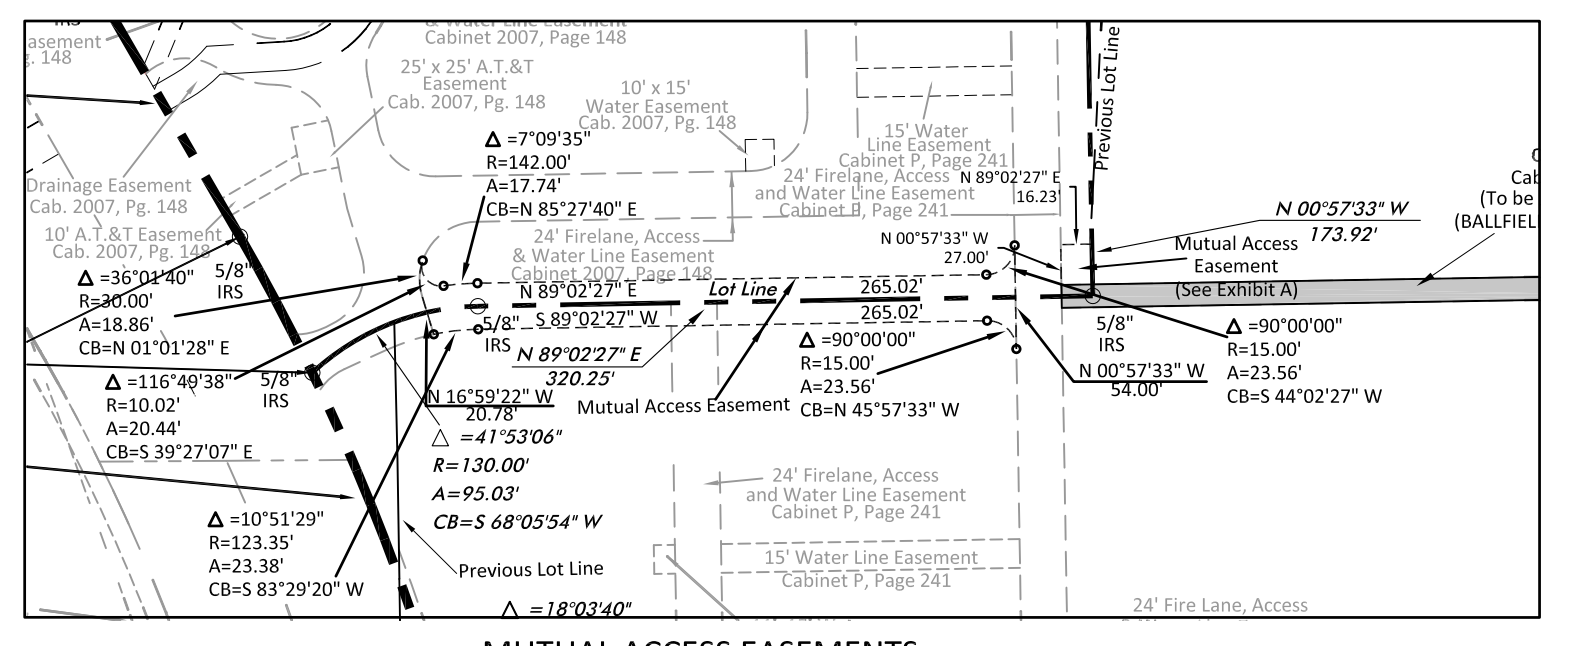 IRS
asement
g. 148
& Water Line Easement
Cabinet 2007, Page 148
25' x 25' A.T.&T
Easement
Cab. 2007, Pg. 148
10' x 15'
Water Easement
Cab. 2007, Pg. 148
15' Water
Line Easement
Cabinet P, Page 241
24' Firelane, Access
and Water Line Easement
Cabinet P, Page 241
Previous Lot Line
N 89°02'27" E
16.23'
Δ =7°09'35"
R=142.00'
A=17.74'
CB=N 85°27'40" E
Drainage Easement
Cab. 2007, Pg. 148
10' A.T.&T Easement
Cab. 2007, Pg. 148
24' Firelane, Access
& Water Line Easement
Cabinet 2007, Page 148
N 00°57'33" W
27.00'
Cab
(To be
(BALLFIEL
N 00°57'33" W
173.92'
Mutual Access
Easement
(See Exhibit A)
Δ =36°01'40"
R=30.00'
A=18.86'
CB=N 01°01'28" E
5/8"
IRS
N 89°02'27" E
Lot Line
265.02'
S 89°02'27" W
265.02'
5/8"
IRS
N 89°02'27" E
320.25'
Mutual Access Easement
Δ =90°00'00"
R=15.00'
A=23.56'
CB=N 45°57'33" W
5/8"
IRS
N 00°57'33" W
54.00'
Δ =90°00'00"
R=15.00'
A=23.56'
CB=S 44°02'27" W
Δ =116°49'38"
R=10.02'
A=20.44'
CB=S 39°27'07" E
5/8"
IRS
N 16°59'22" W
20.78'
Δ =41°53'06"
R=130.00'
A=95.03'
CB=S 68°05'54" W
24' Firelane, Access
and Water Line Easement
Cabinet P, Page 241
Δ =10°51'29"
R=123.35'
A=23.38'
CB=S 83°29'20" W
Previous Lot Line
Δ =18°03'40"
15' Water Line Easement
Cabinet P, Page 241
24' Fire Lane, Access
MUTUAL ACCESS EASEMENTS